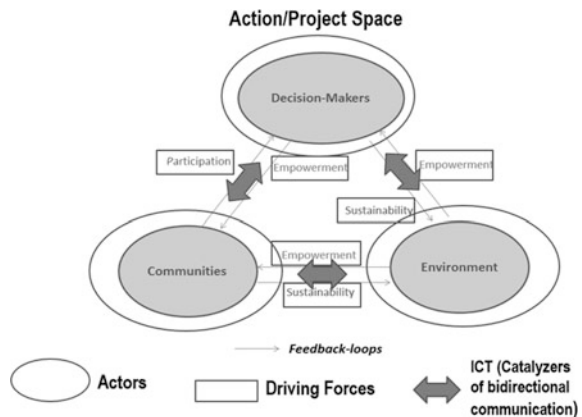 Action/Project Space
Decision-Makers
Participation
Empowerment
Empowerment
Sustainability
Communities
Empowerment
Sustainability
Environment
Feedback-loops
Actors
Driving Forces
ICT (Catalyzers
of bidirectional
communication)